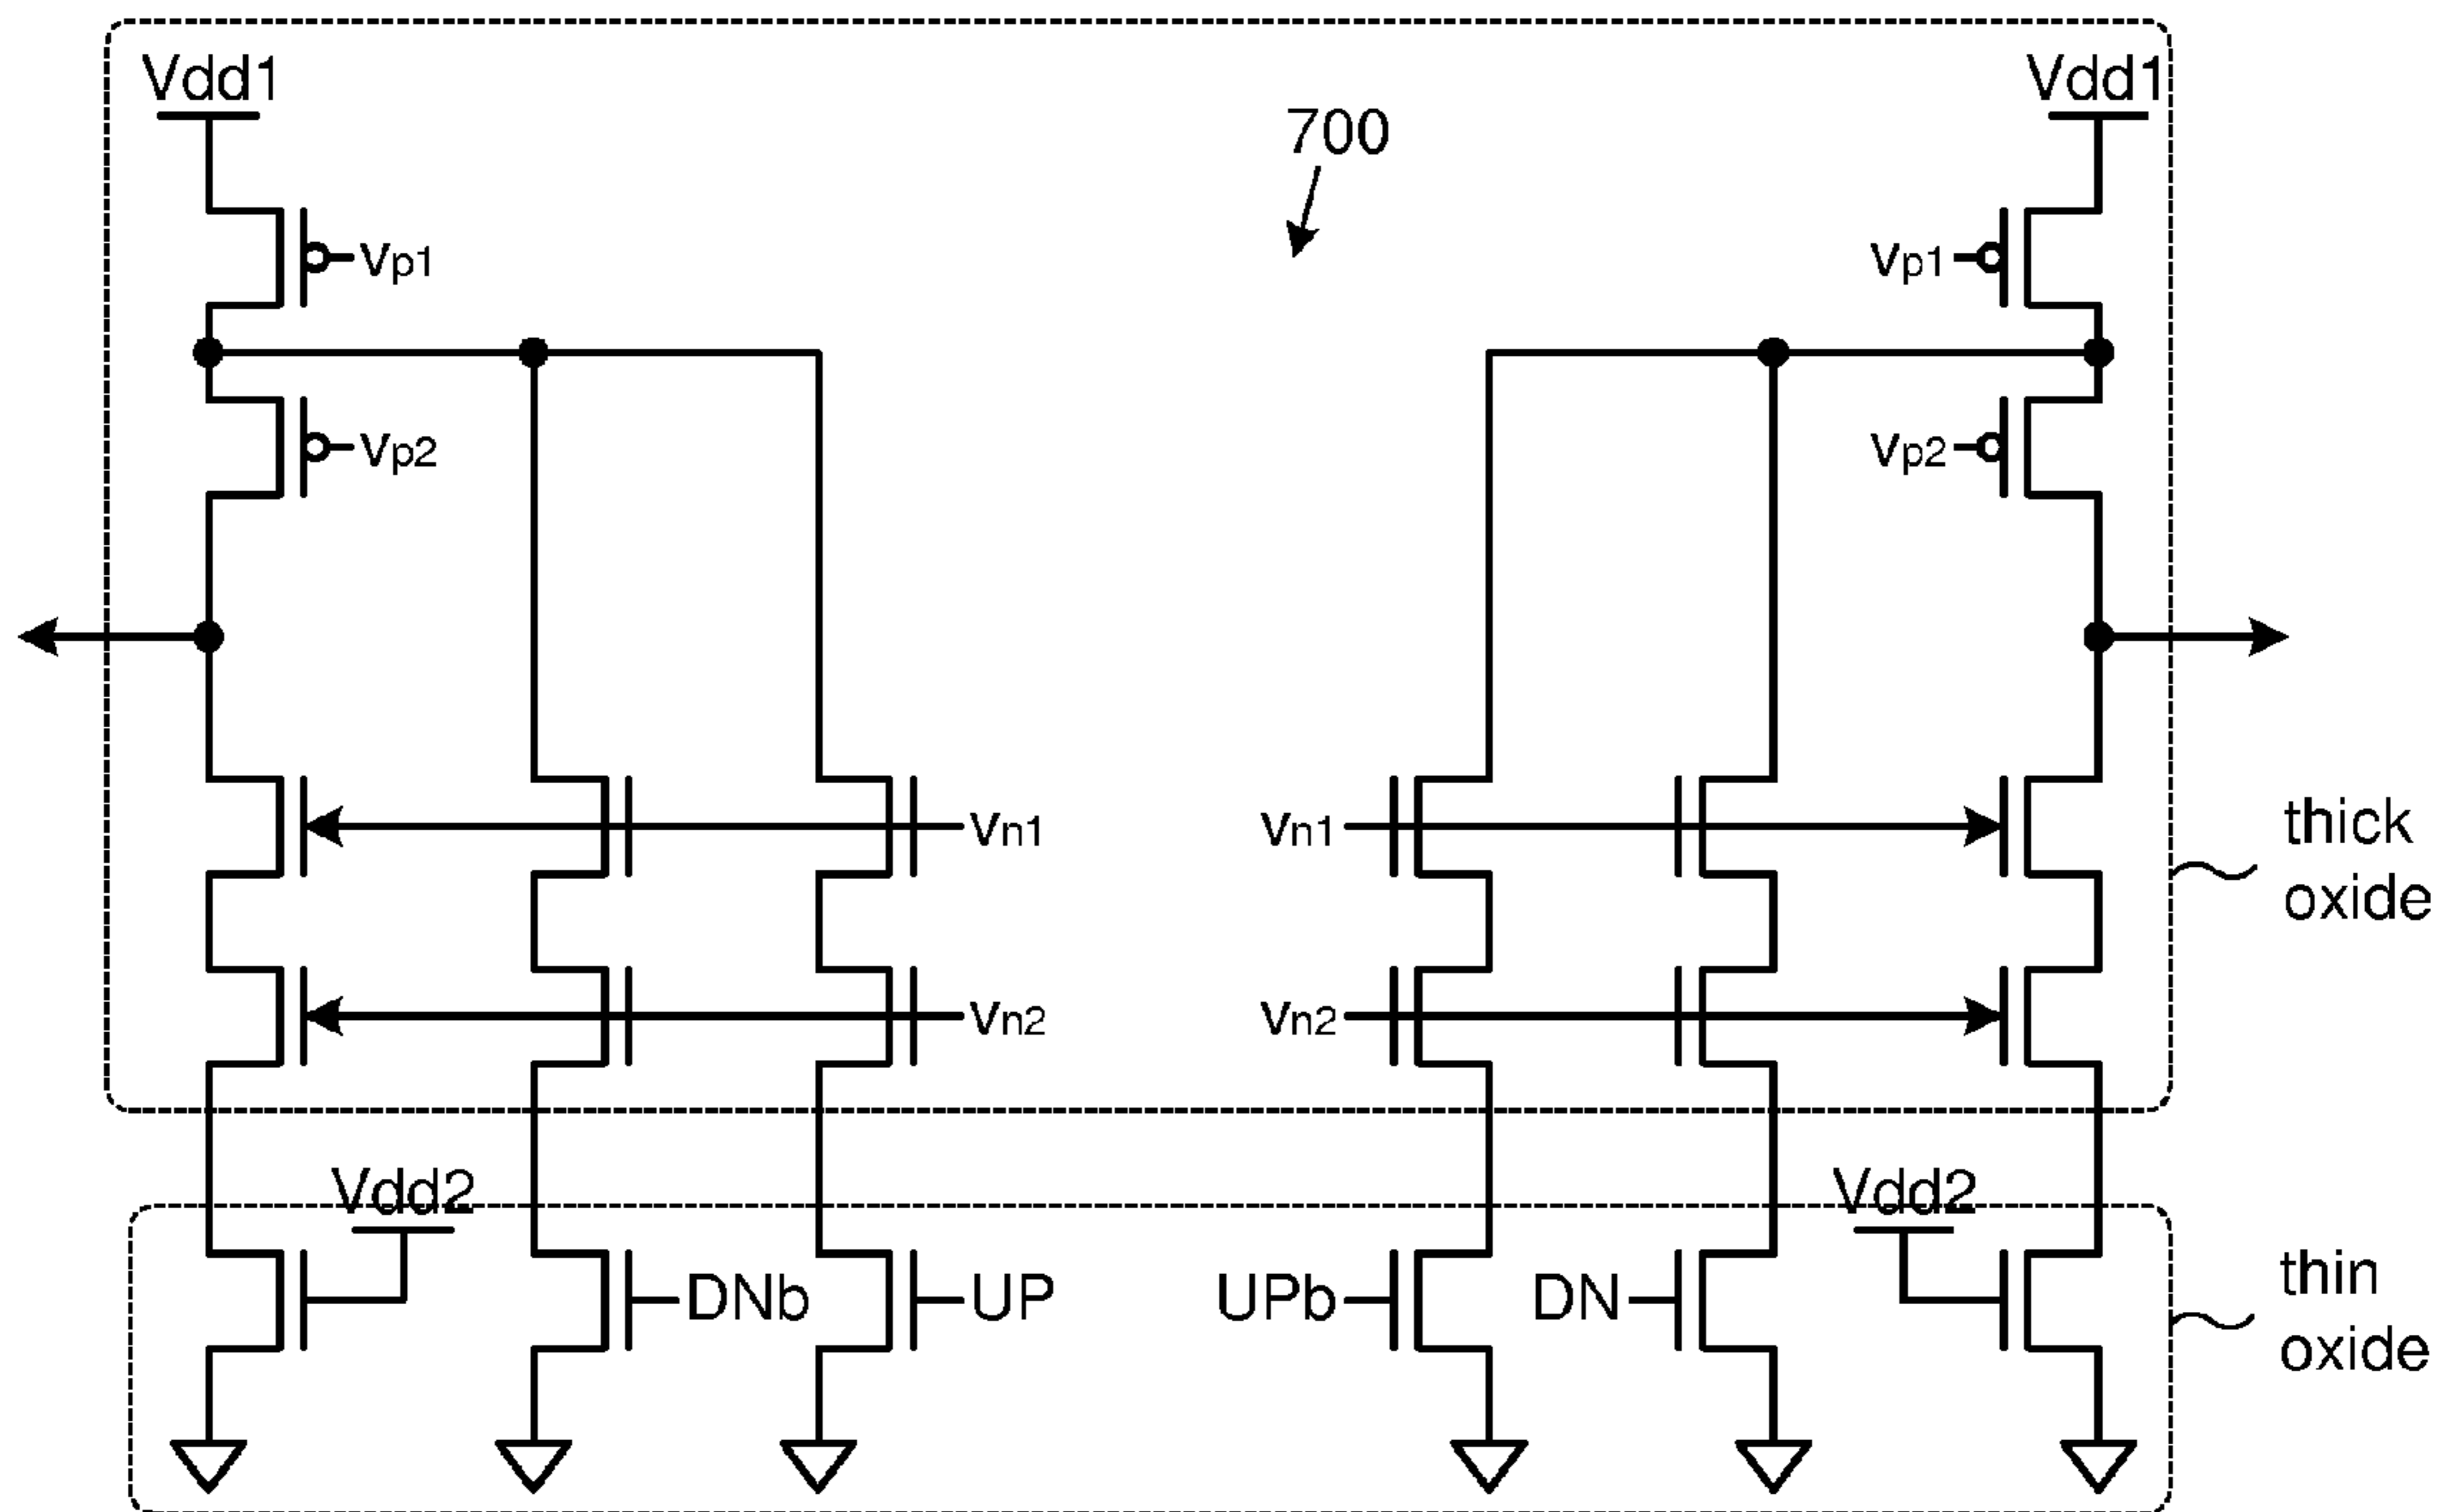 Vdd1
Vdd1
700
vp1
vp1
vp2
vp2
vn1
vn1
thick
oxide
vn2
vn2
Vdd2
Vdd2
DNb
UP
UPb
DN
thin
oxide